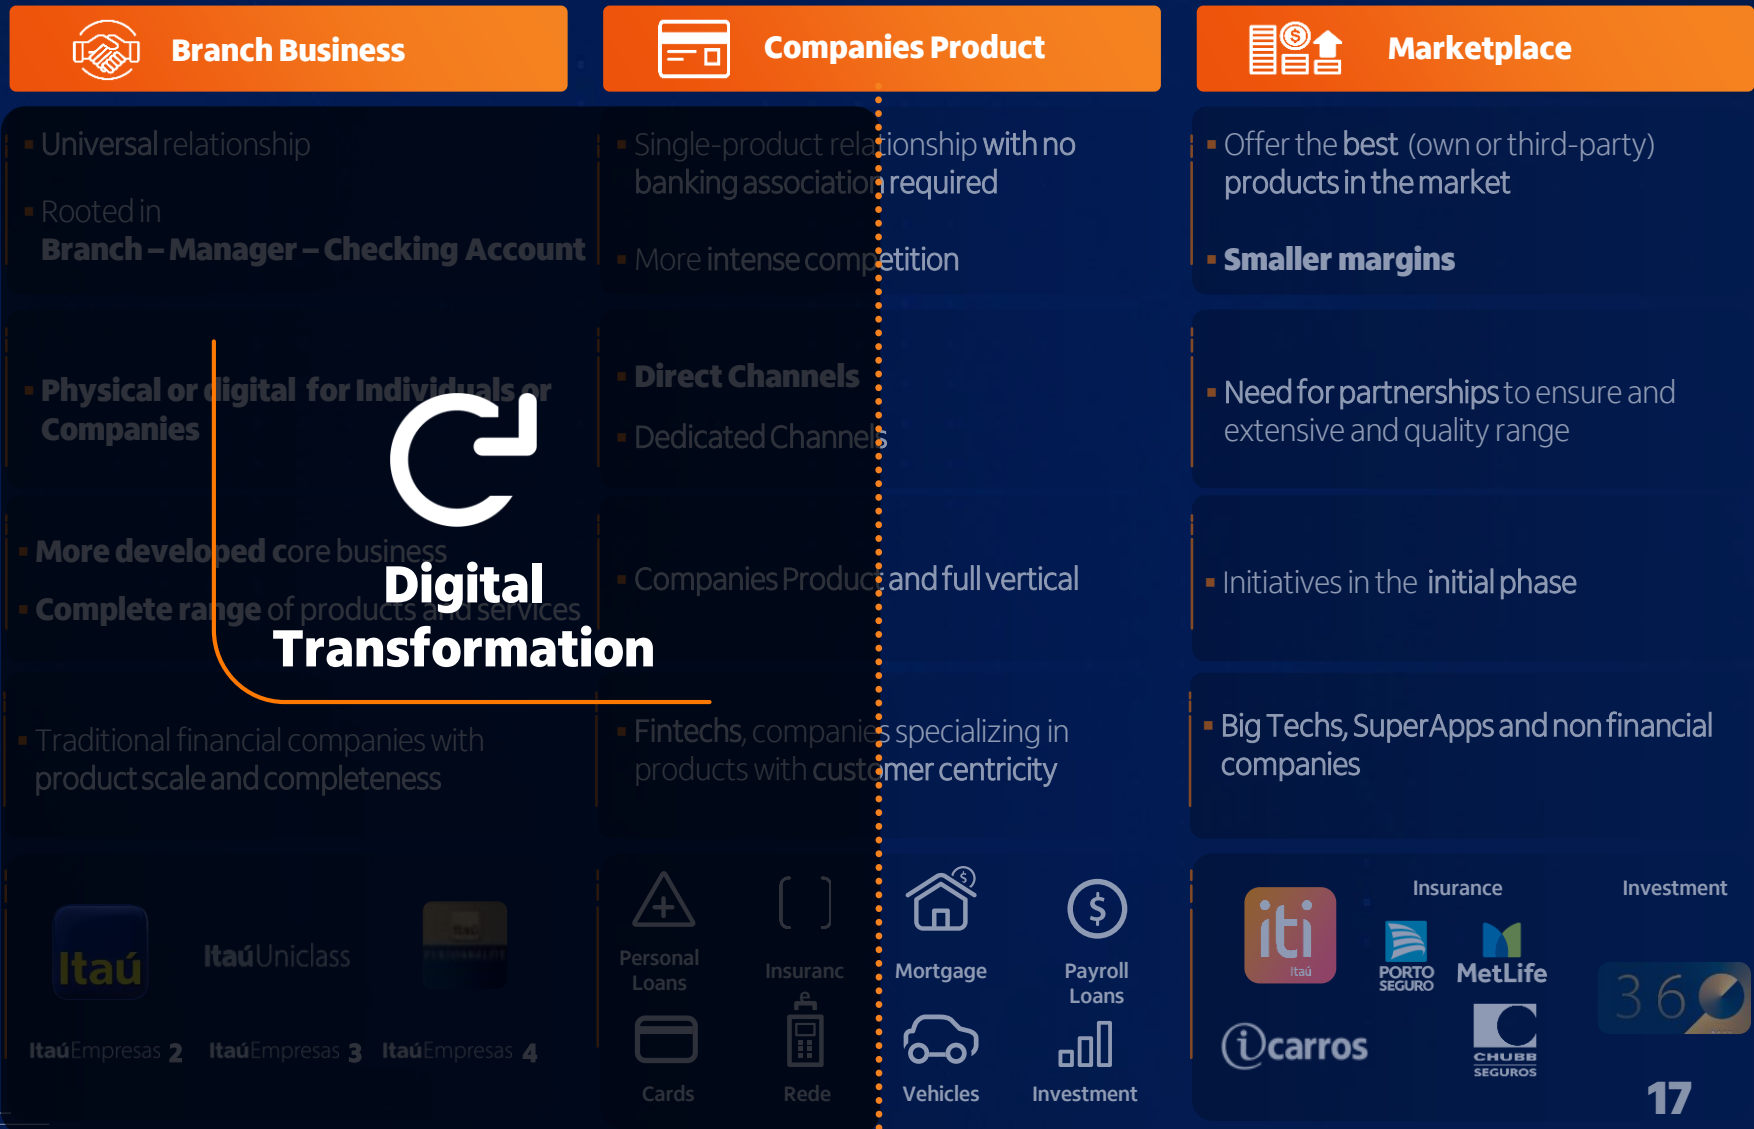 Branch Business
Companies Product
Marketplace
Universal relationship
Rooted in
Branch – Manager – Checking Account
Single-product relationship with no
banking association required
More intense competition
Offer the best (own or third-party)
products in the market
Smaller margins
Physical or digital for Individuals or
Companies
Direct Channels
Dedicated Channels
Need for partnerships to ensure and
extensive and quality range
Digital
Transformation
More developed core business
Complete range of products and services
Companies Product and full vertical
Initiatives in the initial phase
Traditional financial companies with
product scale and completeness
Fintechs, companies specializing in
products with customer centricity
Big Techs, SuperApps and non financial
companies
Itaú
Itaú Uniclass
Itaú
PERSONNALITÉ
ItaúEmpresas 2
ItaúEmpresas 3
ItaúEmpresas 4
Personal
Loans
Insuranc
e
Mortgage
Payroll
Loans
Cards
Rede
Vehicles
Investment
iti
Itaú
Insurance
PORTO
SEGURO
MetLife
Investment
360
icarros
CHUBB
SEGUROS
17